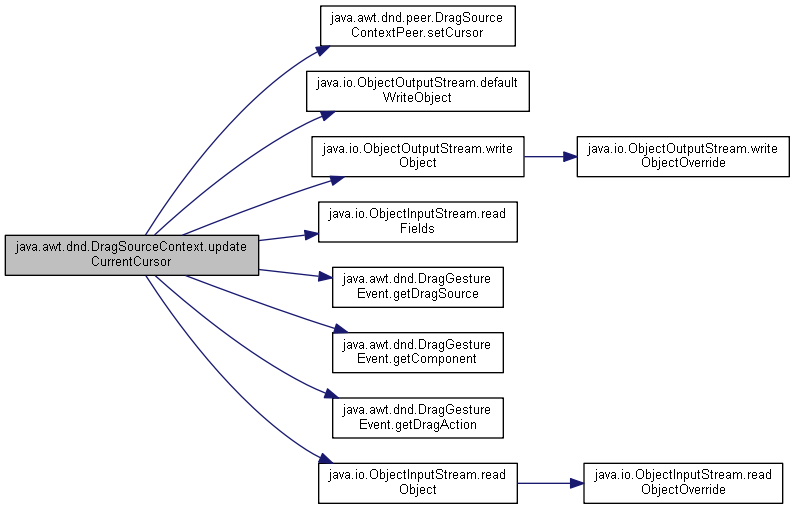 java.awt.dnd.peer.DragSource
ContextPeer.setCursor
java.io.ObjectOutputStream.default
WriteObject
java.io.ObjectOutputStream.write
Object
java.io.ObjectOutputStream.write
ObjectOverride
java.io.ObjectInputStream.read
Fields
java.awt.dnd.DragSourceContext.update
CurrentCursor
java.awt.dnd.DragGesture
Event.getDragSource
java.awt.dnd.DragGesture
Event.getComponent
java.awt.dnd.DragGesture
Event.getDragAction
java.io.ObjectInputStream.read
Object
java.io.ObjectInputStream.read
ObjectOverride